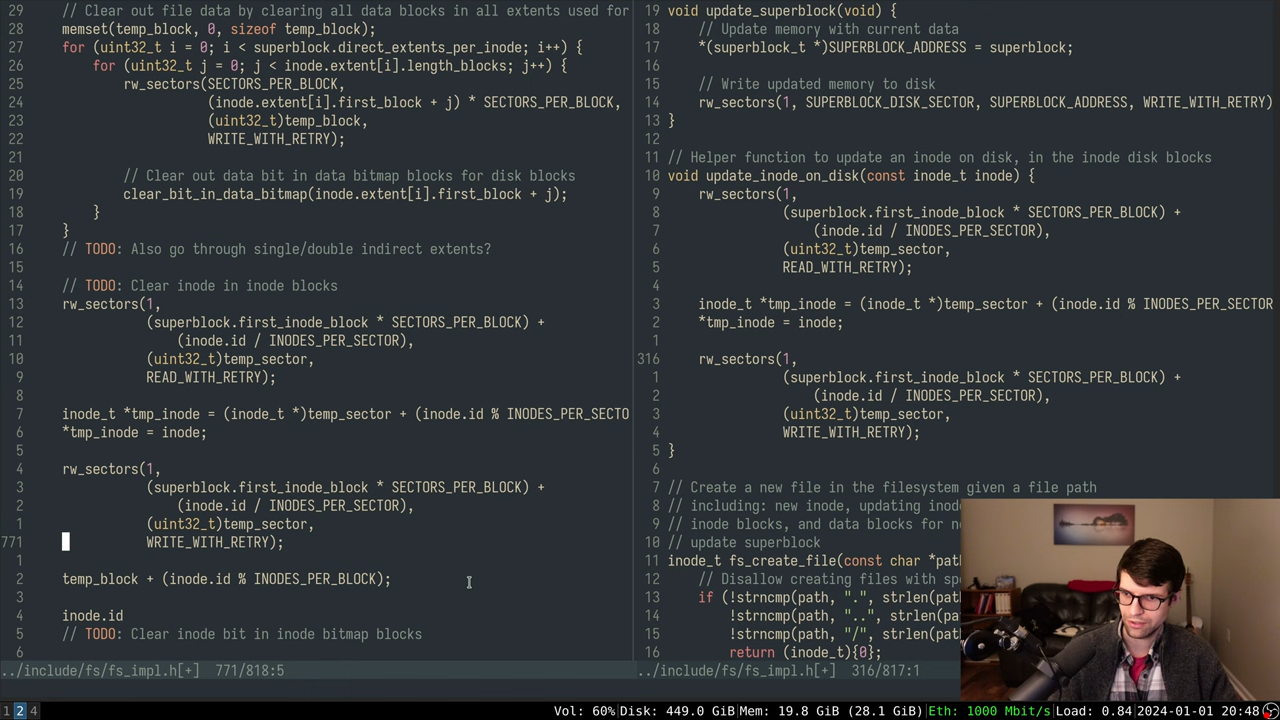 29    // Clear out file data by clearing all data blocks in all extents used for
28    memset(temp_block, 0, sizeof temp_block);
27    for (uint32_t i = 0; i < superblock.direct_extents_per_inode; i++) {
26        for (uint32_t j = 0; j < inode.extent[i].length_blocks; j++) {
25            rw_sectors(SECTORS_PER_BLOCK,
24                       (inode.extent[i].first_block + j) * SECTORS_PER_BLOCK,
23                       (uint32_t)temp_block,
22                       WRITE_WITH_RETRY);
21
20            // Clear out data bit in data bitmap blocks for disk blocks
19            clear_bit_in_data_bitmap(inode.extent[i].first_block + j);
18        }
17    }
16    // TODO: Also go through single/double indirect extents?
15
14    // TODO: Clear inode in inode blocks
13    rw_sectors(1,
12               (superblock.first_inode_block * SECTORS_PER_BLOCK) +
11                   (inode.id / INODES_PER_SECTOR),
10               (uint32_t)temp_sector,
9               READ_WITH_RETRY);
8
7    inode_t *tmp_inode = (inode_t *)temp_sector + (inode.id % INODES_PER_SECTO
6    *tmp_inode = inode;
5
4    rw_sectors(1,
3               (superblock.first_inode_block * SECTORS_PER_BLOCK) +
2                   (inode.id / INODES_PER_SECTOR),
1               (uint32_t)temp_sector,
771               WRITE_WITH_RETRY);
1
2    temp_block + (inode.id % INODES_PER_BLOCK);
3
4    inode.id
5    // TODO: Clear inode bit in inode bitmap blocks
6
../include/fs/fs_impl.h[+]  771/818:5
19 void update_superblock(void) {
18     // Update memory with current data
17     *(superblock_t *)SUPERBLOCK_ADDRESS = superblock;
16
15     // Write updated memory to disk
14     rw_sectors(1, SUPERBLOCK_DISK_SECTOR, SUPERBLOCK_ADDRESS, WRITE_WITH_RETRY)
13 }
12
11 // Helper function to update an inode on disk, in the inode disk blocks
10 void update_inode_on_disk(const inode_t inode) {
9     rw_sectors(1,
8                (superblock.first_inode_block * SECTORS_PER_BLOCK) +
7                    (inode.id / INODES_PER_SECTOR),
6                (uint32_t)temp_sector,
5                READ_WITH_RETRY);
4
3     inode_t *tmp_inode = (inode_t *)temp_sector + (inode.id % INODES_PER_SECTOR
2     *tmp_inode = inode;
1
316     rw_sectors(1,
1                (superblock.first_inode_block * SECTORS_PER_BLOCK) +
2                    (inode.id / INODES_PER_SECTOR),
3                (uint32_t)temp_sector,
4                WRITE_WITH_RETRY);
5 }
6
7 // Create a new file in the filesystem given a file path
8 // including: new inode, updating inod
9 // inode blocks, and data blocks for n
10 // update superblock
11 inode_t fs_create_file(const char *path
12     // Disallow creating files with sp
13     if (!strncmp(path, ".", strlen(pat
14         !strncmp(path, "..", strlen(pa
15         !strncmp(path, "/", strlen(pat
16         return (inode_t){0};
../include/fs/fs_impl.h[+]  316/817:1
1 2 4 Vol: 60%|Disk: 449.0 GiB|Mem: 19.8 GiB (28.1 GiB)|Eth: 1000 Mbit/s|Load: 0.84|2024-01-01 20:48